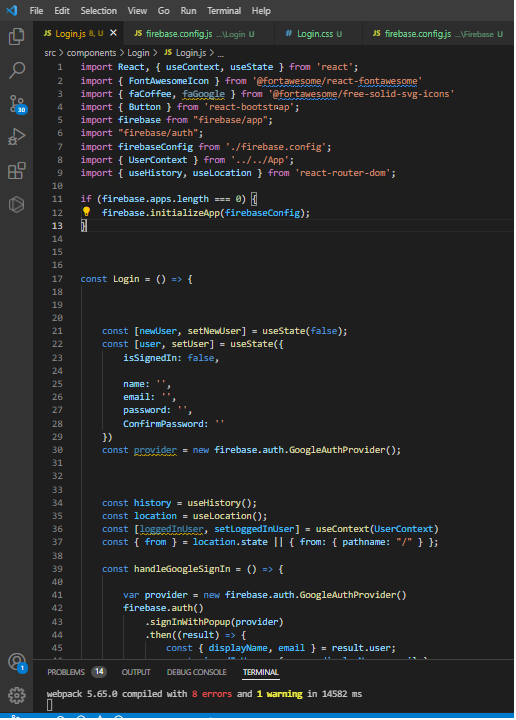 File Edit Selection View Go Run Terminal Help
JS Login.js 8, U × JS firebase.config.js ...\Login U # Login.css U JS firebase.config.js ...\Firebase U
src > components > Login > JS Login.js > ...
1 import React, { useContext, useState } from 'react';
2 import { FontAwesomeIcon } from '@fortawesome/react-fontawesome'
3 import { faCoffee, faGoogle } from '@fortawesome/free-solid-svg-icons'
4 import { Button } from 'react-bootstrap';
5 import firebase from "firebase/app";
6 import "firebase/auth";
7 import firebaseConfig from './firebase.config';
8 import { UserContext } from '../../App';
9 import { useHistory, useLocation } from 'react-router-dom';
10
11 if (firebase.apps.length === 0) {
12 firebase.initializeApp(firebaseConfig);
13 }
14
15
16
17 const Login = () => {
18
19
20
21 const [newUser, setNewUser] = useState(false);
22 const [user, setUser] = useState({
23 isSignedIn: false,
24
25 name: '',
26 email: '',
27 password: '',
28 ConfirmPassword: ''
29 })
30 const provider = new firebase.auth.GoogleAuthProvider();
31
32
33
34 const history = useHistory();
35 const location = useLocation();
36 const [loggedInUser, setLoggedInUser] = useContext(UserContext)
37 const { from } = location.state || { from: { pathname: "/" } };
38
39 const handleGoogleSignIn = () => {
40
41 var provider = new firebase.auth.GoogleAuthProvider()
42 firebase.auth()
43 .signInWithPopup(provider)
44 .then((result) => {
45 const { displayName, email } = result.user;
30
1
PROBLEMS 14 OUTPUT DEBUG CONSOLE TERMINAL
webpack 5.65.0 compiled with 8 errors and 1 warning in 14582 ms